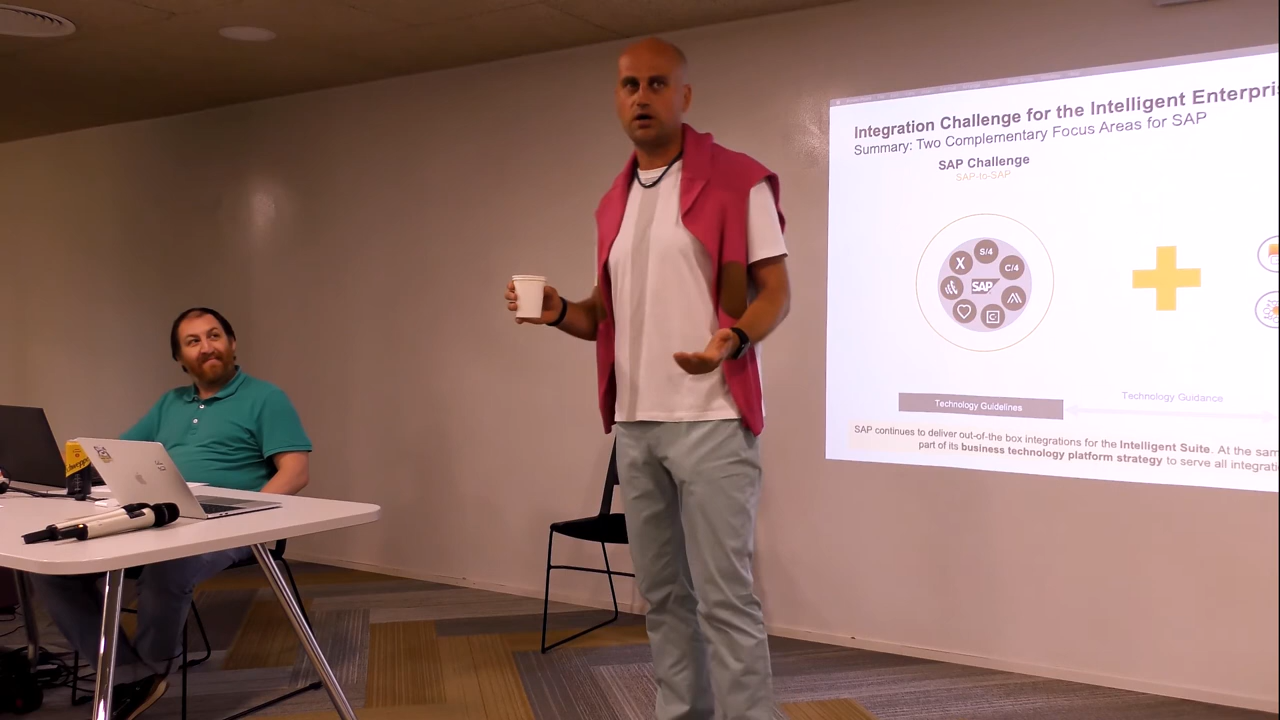 Integration Challenge for the Intelligent Enterpris
Summary: Two Complementary Focus Areas for SAP
SAP Challenge
SAP-to-SAP
S/4
X
C/4
SAP
C
Technology Guidelines
Technology Guidance
SAP continues to deliver out-of-the box integrations for the Intelligent Suite. At the sam
part of its business technology platform strategy to serve all integrati
Schweppes